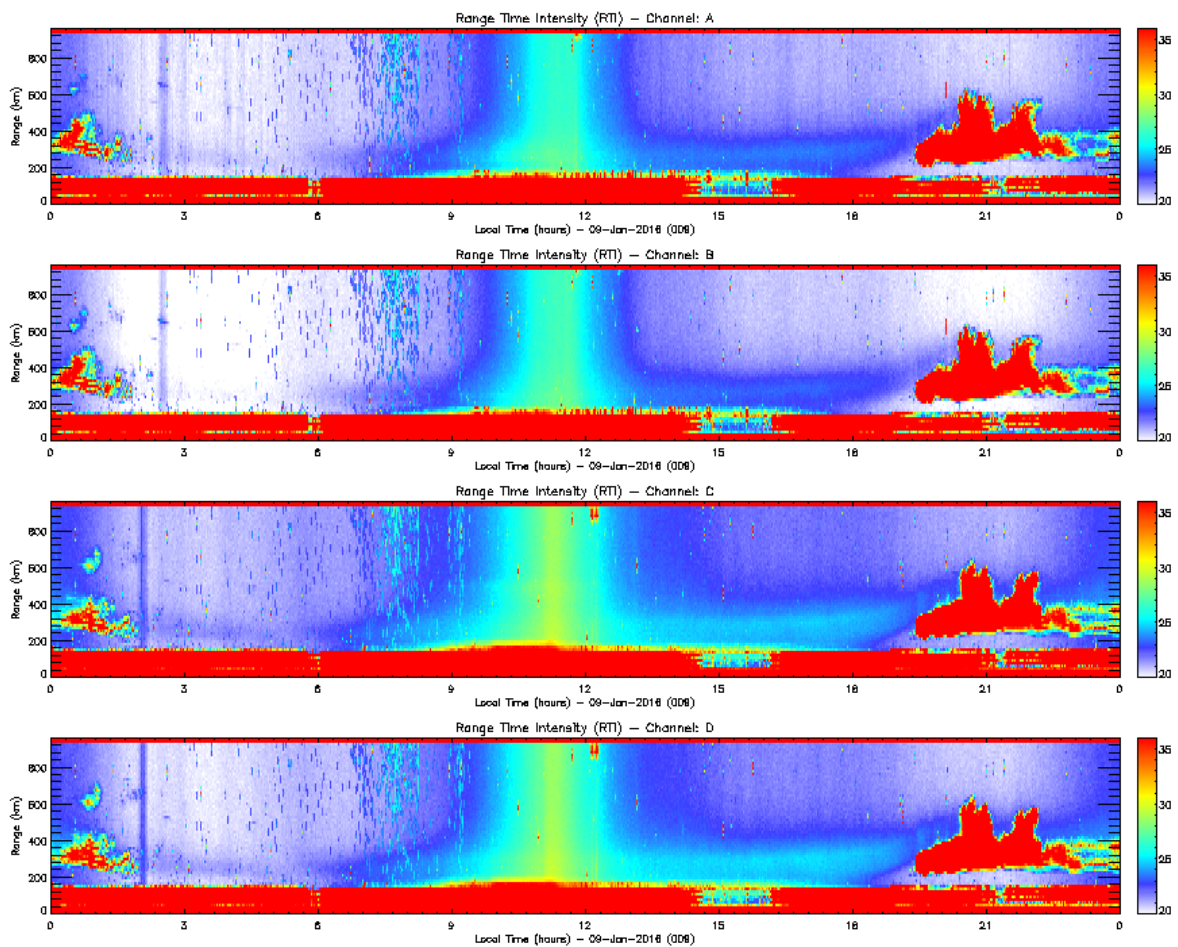 Range Time Intensity (RTI) – Channel: A
Range (km)
800
600
400
200
0
0 3 6 9 12 15 18 21 0
Local Time (hours) – 09-Jan-2016 (009)
35
30
25
20
Range Time Intensity (RTI) – Channel: B
Range (km)
800
600
400
200
0
0 3 6 9 12 15 18 21 0
Local Time (hours) – 09-Jan-2016 (009)
35
30
25
20
Range Time Intensity (RTI) – Channel: C
Range (km)
800
600
400
200
0
0 3 6 9 12 15 18 21 0
Local Time (hours) – 09-Jan-2016 (009)
35
30
25
20
Range Time Intensity (RTI) – Channel: D
Range (km)
800
600
400
200
0
0 3 6 9 12 15 18 21 0
Local Time (hours) – 09-Jan-2016 (009)
35
30
25
20